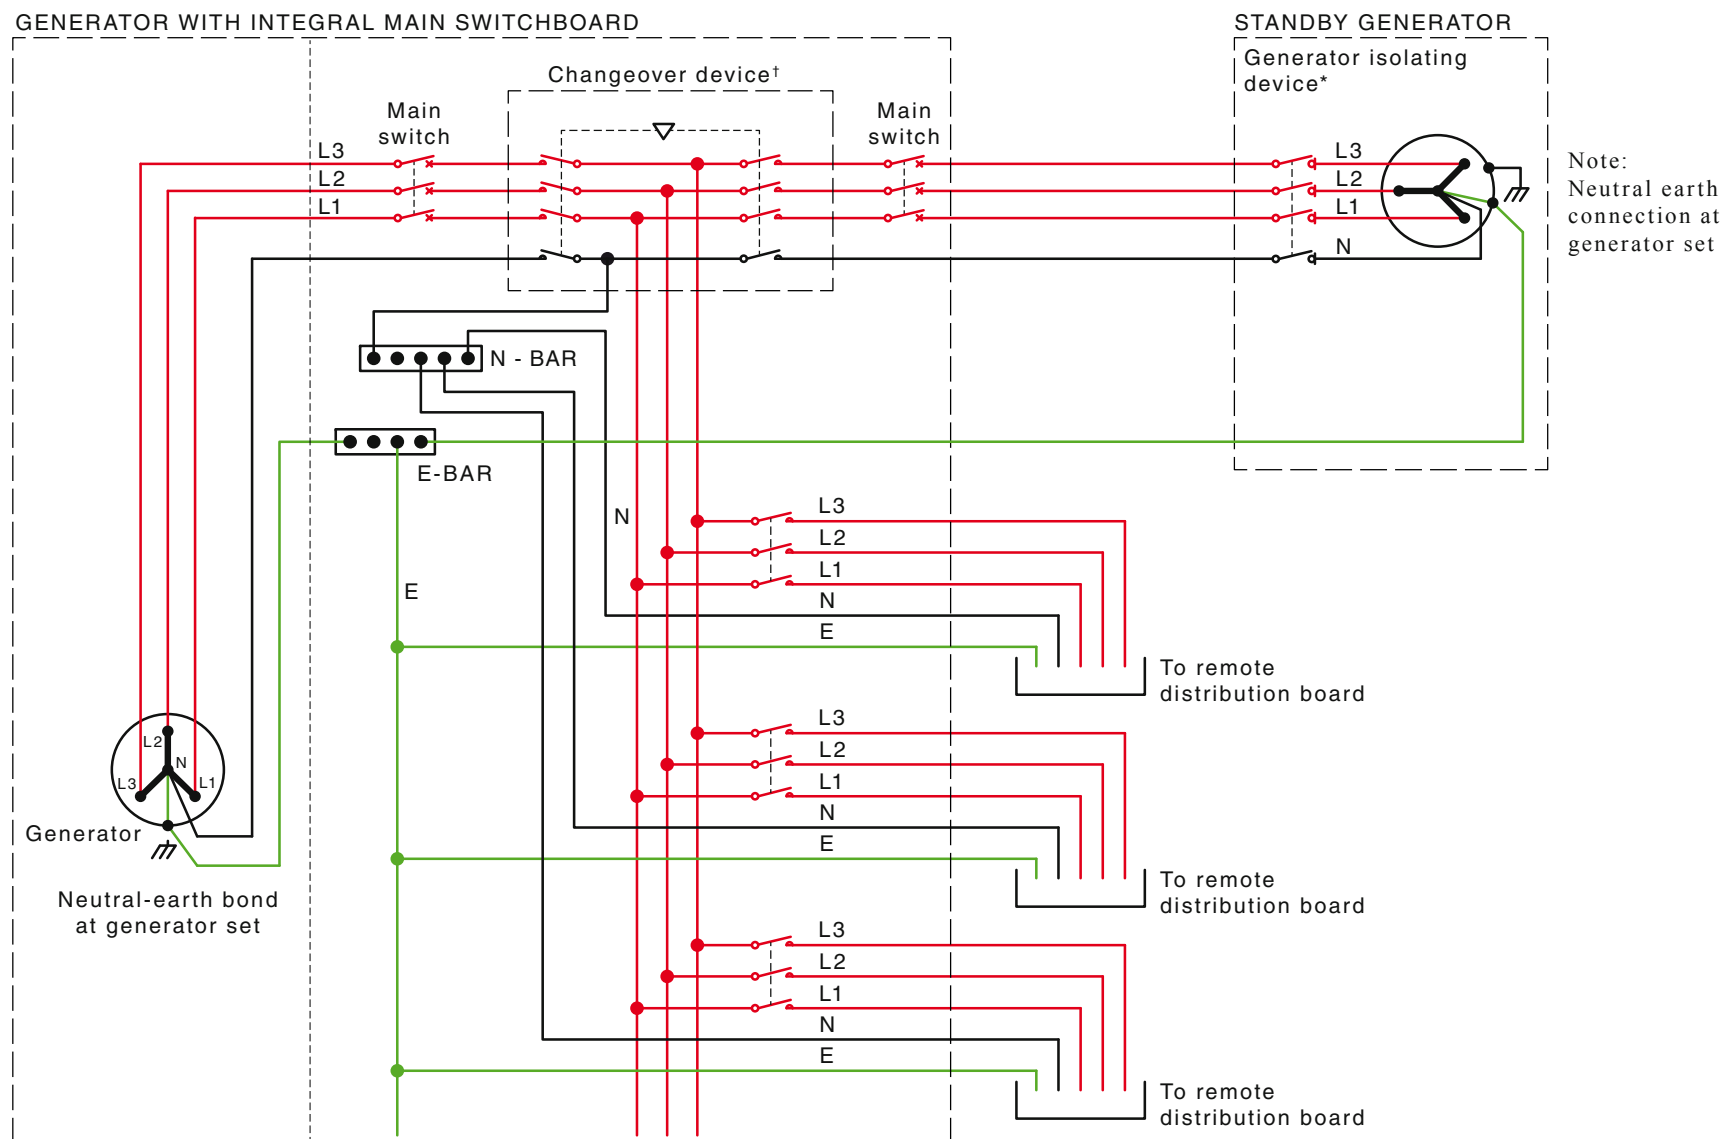 GENERATOR WITH INTEGRAL MAIN SWITCHBOARD
STANDBY GENERATOR
Changeover device†
Generator isolating
device*
Main
switch
Main
switch
L3
L2
L1
L3
L2
L1
N
Note:
Neutral earth
connection at
generator set
N - BAR
E-BAR
N
E
L3
L2
L1
N
E
To remote
distribution board
L3
L2
L1
N
E
To remote
distribution board
L2
N
L3
L1
Generator
Neutral-earth bond
at generator set
L3
L2
L1
N
E
To remote
distribution board